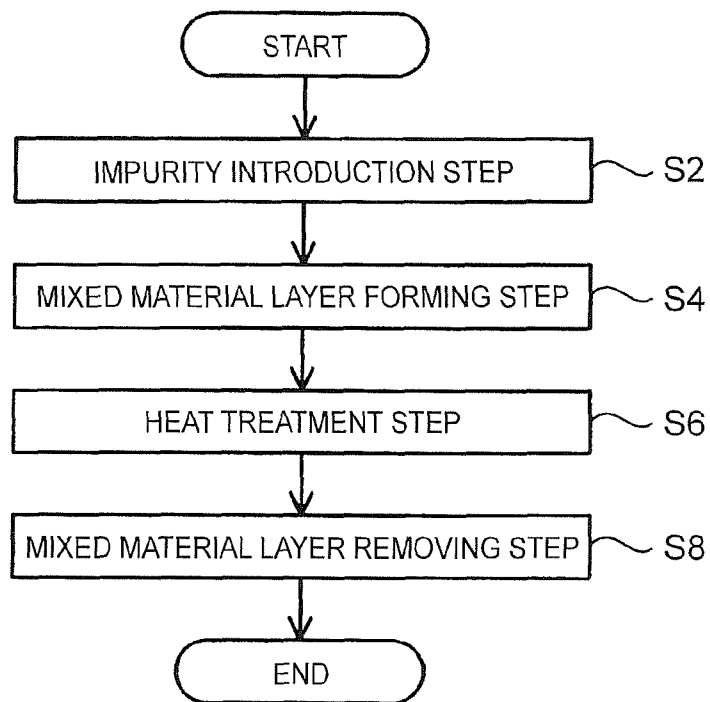 START
IMPURITY INTRODUCTION STEP S2
MIXED MATERIAL LAYER FORMING STEP S4
HEAT TREATMENT STEP S6
MIXED MATERIAL LAYER REMOVING STEP S8
END